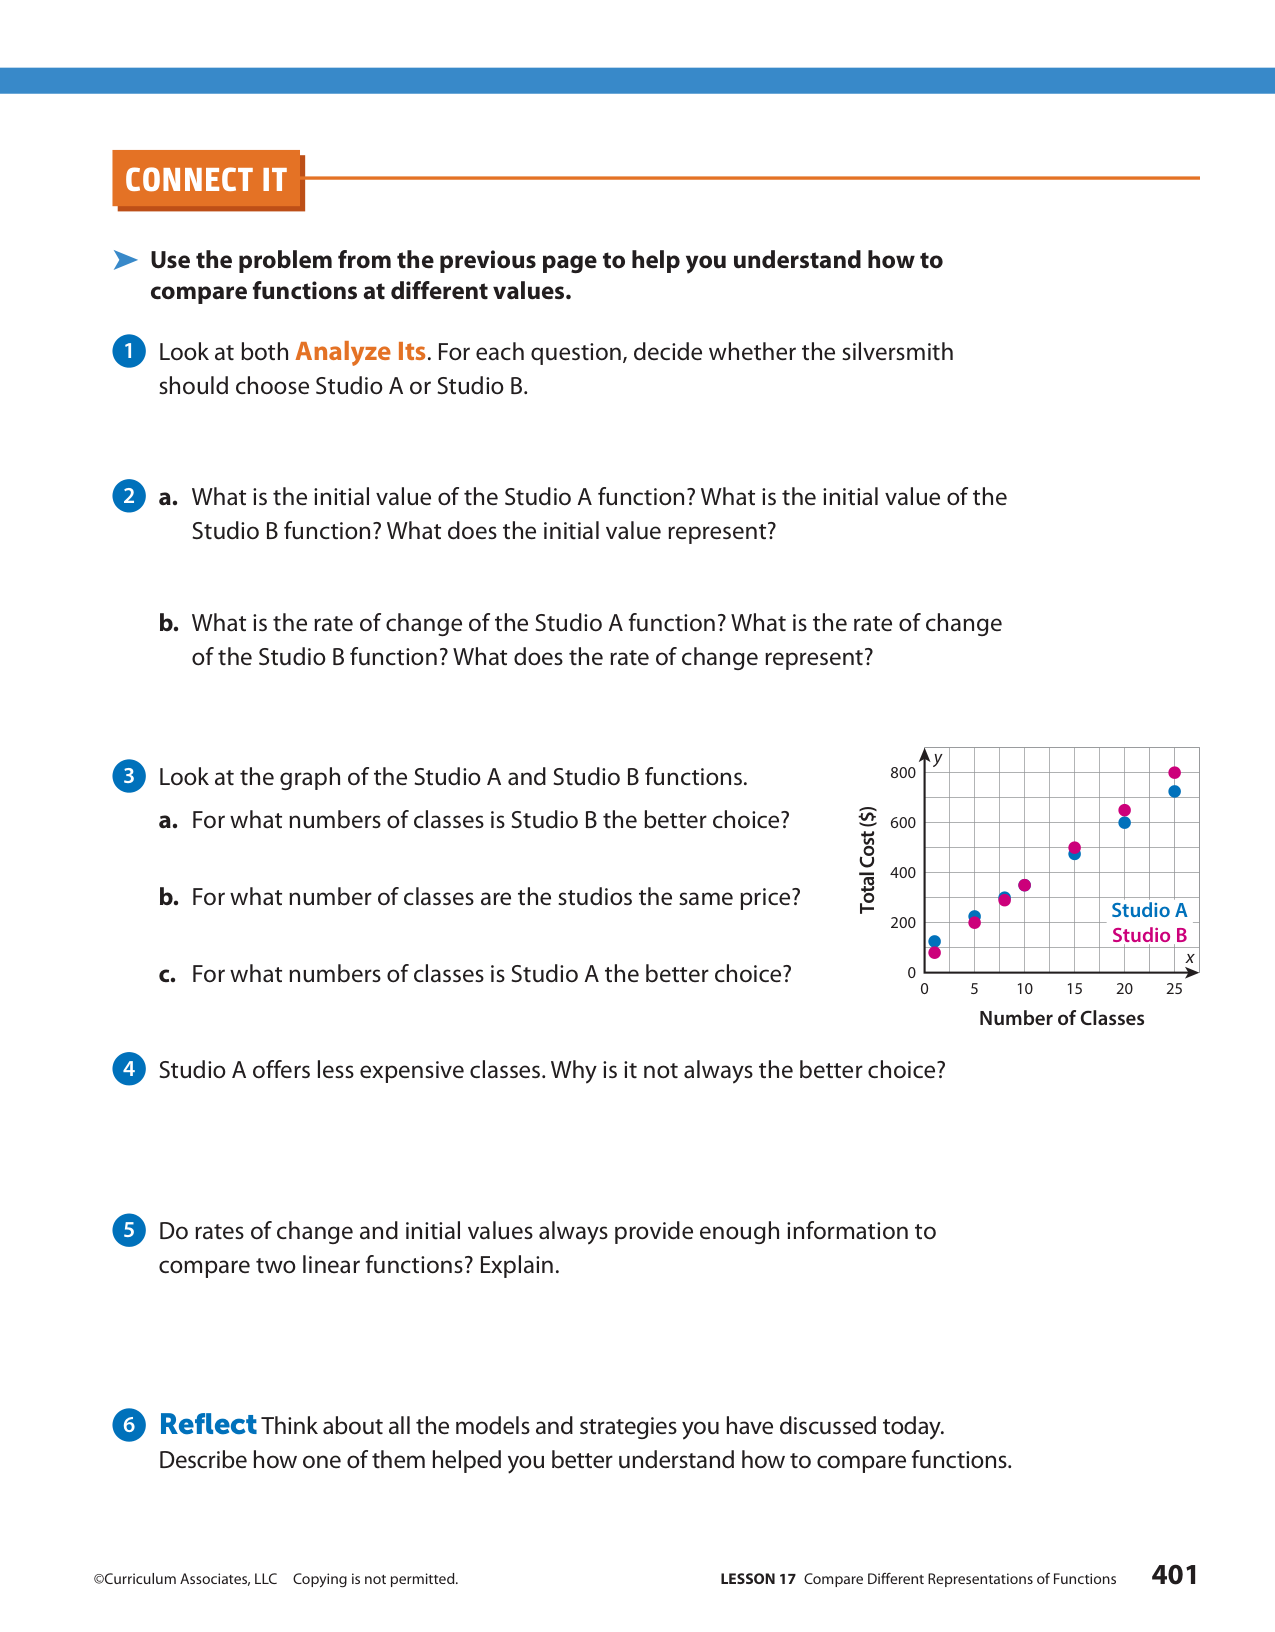 CONNECT IT
➤ Use the problem from the previous page to help you understand how to
compare functions at different values.
1 Look at both Analyze Its. For each question, decide whether the silversmith
should choose Studio A or Studio B.
2 a. What is the initial value of the Studio A function? What is the initial value of the
Studio B function? What does the initial value represent?
b. What is the rate of change of the Studio A function? What is the rate of change
of the Studio B function? What does the rate of change represent?
3 Look at the graph of the Studio A and Studio B functions.
a. For what numbers of classes is Studio B the better choice?
b. For what number of classes are the studios the same price?
c. For what numbers of classes is Studio A the better choice?
y
Total Cost ($)
800
600
400
200
0
Studio A
Studio B
x
0 5 10 15 20 25
Number of Classes
4 Studio A offers less expensive classes. Why is it not always the better choice?
5 Do rates of change and initial values always provide enough information to
compare two linear functions? Explain.
6 Reflect Think about all the models and strategies you have discussed today.
Describe how one of them helped you better understand how to compare functions.
©Curriculum Associates, LLC Copying is not permitted. LESSON 17 Compare Different Representations of Functions 401